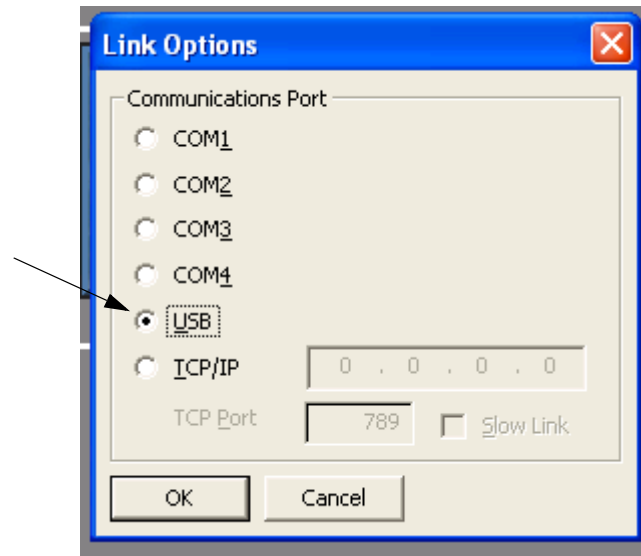 Link Options
Communications Port
COM1
COM2
COM3
COM4
USB
TCP/IP 0 . 0 . 0 . 0
TCP Port 789 Slow Link
OK Cancel